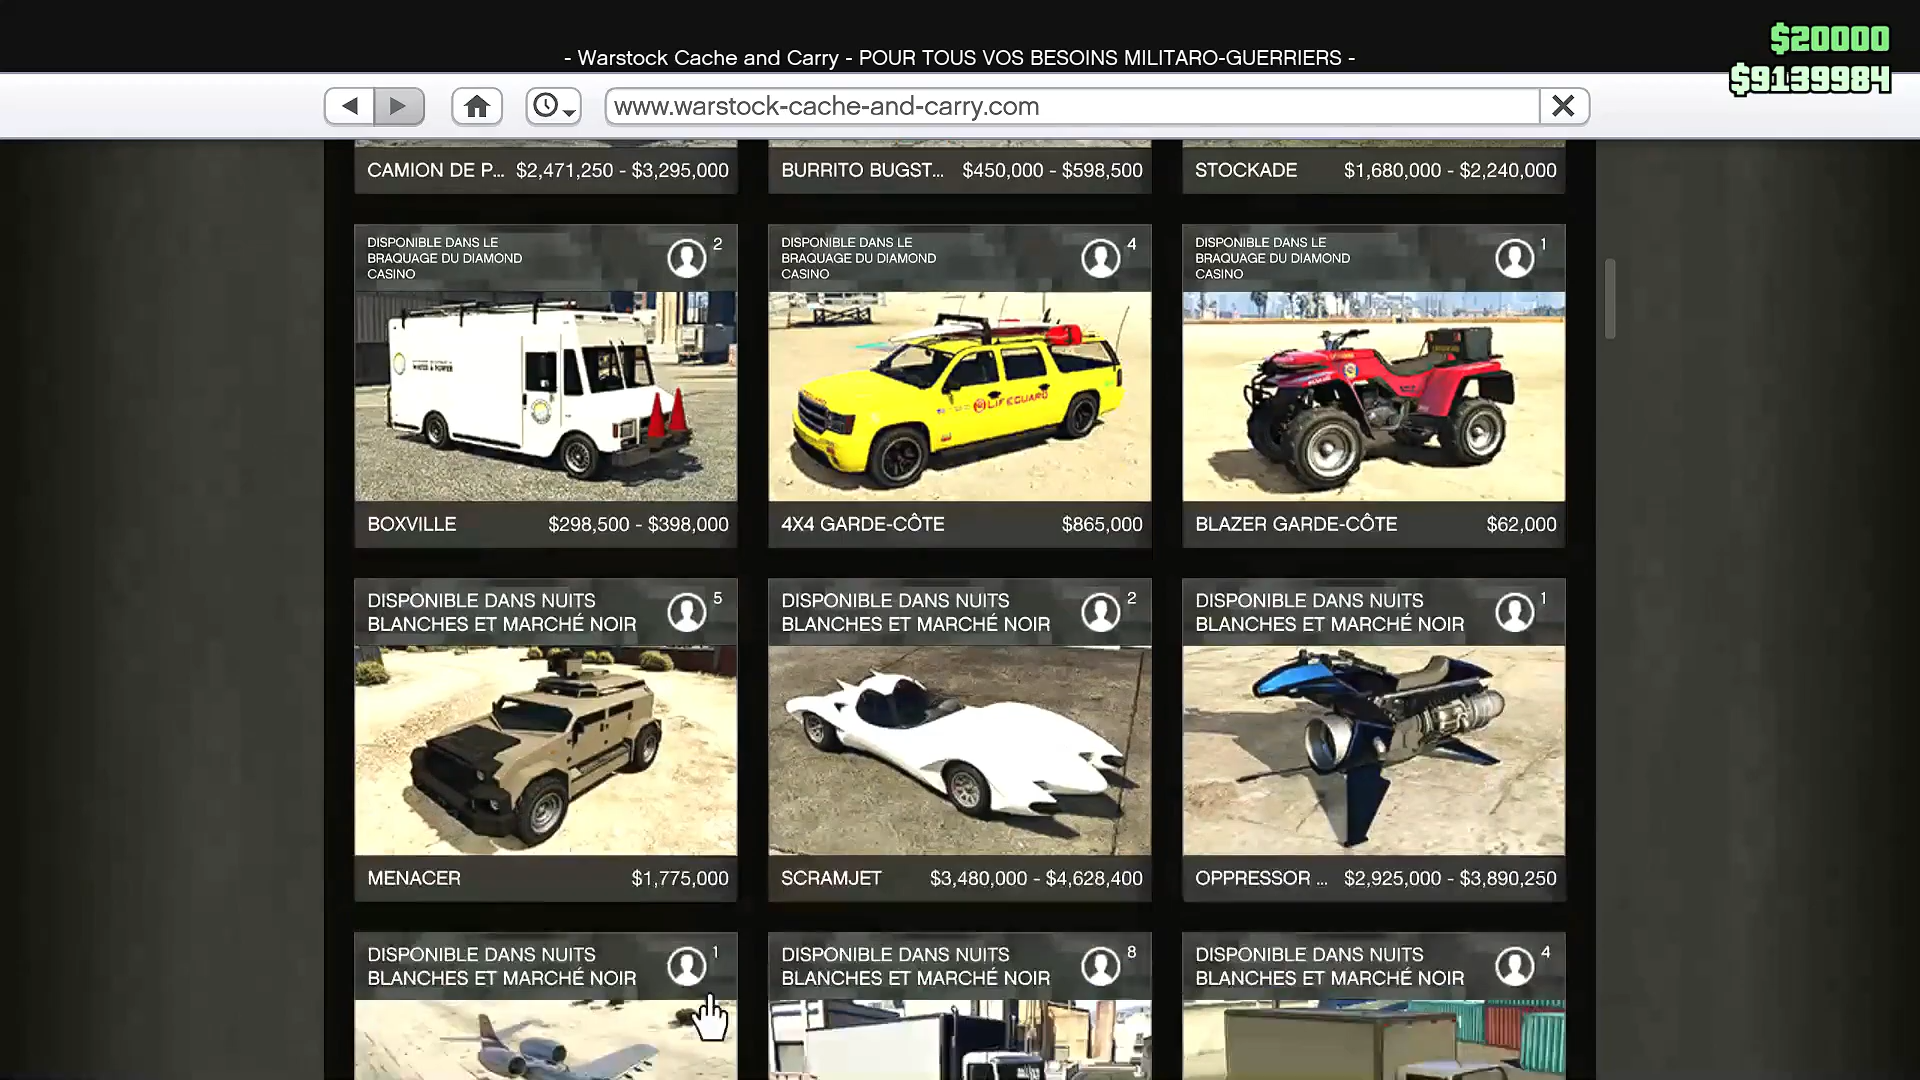 - Warstock Cache and Carry - POUR TOUS VOS BESOINS MILITARO-GUERRIERS -
$20000
$9139984
www.warstock-cache-and-carry.com
CAMION DE P... $2,471,250 - $3,295,000
BURRITO BUGST... $450,000 - $598,500
STOCKADE $1,680,000 - $2,240,000
DISPONIBLE DANS LE
BRAQUAGE DU DIAMOND
CASINO
2
DISPONIBLE DANS LE
BRAQUAGE DU DIAMOND
CASINO
4
DISPONIBLE DANS LE
BRAQUAGE DU DIAMOND
CASINO
1
WATER & POWER
LIFEGUARD
BOXVILLE $298,500 - $398,000
4X4 GARDE-CÔTE $865,000
BLAZER GARDE-CÔTE $62,000
DISPONIBLE DANS NUITS
BLANCHES ET MARCHÉ NOIR
5
DISPONIBLE DANS NUITS
BLANCHES ET MARCHÉ NOIR
2
DISPONIBLE DANS NUITS
BLANCHES ET MARCHÉ NOIR
1
MENACER $1,775,000
SCRAMJET $3,480,000 - $4,628,400
OPPRESSOR ... $2,925,000 - $3,890,250
DISPONIBLE DANS NUITS
BLANCHES ET MARCHÉ NOIR
1
DISPONIBLE DANS NUITS
BLANCHES ET MARCHÉ NOIR
8
DISPONIBLE DANS NUITS
BLANCHES ET MARCHÉ NOIR
4